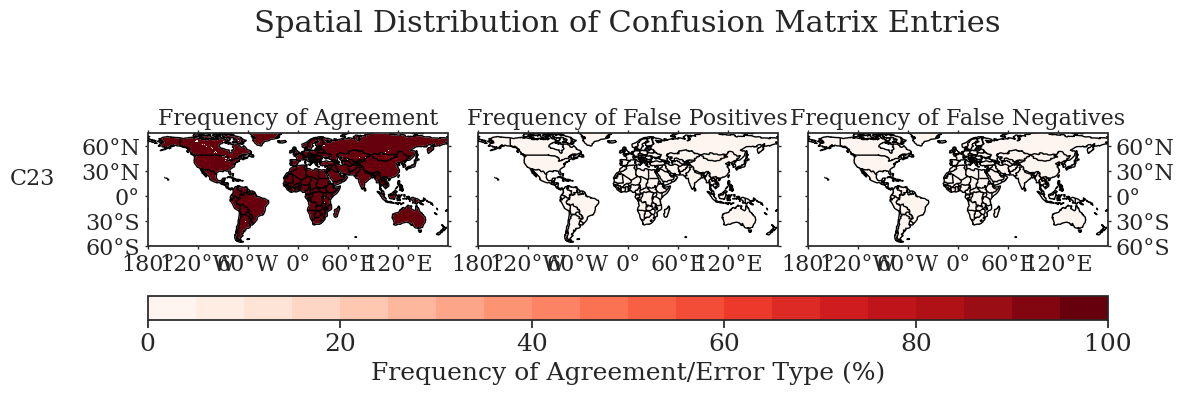 Spatial Distribution of Confusion Matrix Entries
Frequency of Agreement
Frequency of False Positives
Frequency of False Negatives
C23
60°N
30°N
0°
30°S
60°S
60°N
30°N
0°
30°S
60°S
180° 120°W 60°W 0° 60°E 120°E
180° 120°W 60°W 0° 60°E 120°E
180° 120°W 60°W 0° 60°E 120°E
0 20 40 60 80 100
Frequency of Agreement/Error Type (%)